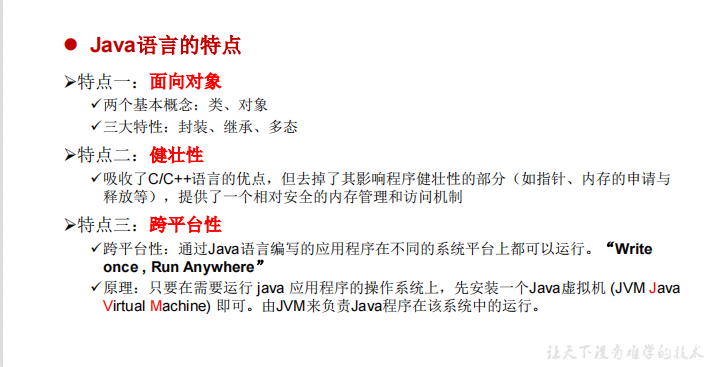 ● Java语言的特点
➢特点一：面向对象
✓两个基本概念：类、对象
✓三大特性：封装、继承、多态
➢特点二：健壮性
✓吸收了C/C++语言的优点，但去掉了其影响程序健壮性的部分（如指针、内存的申请与
释放等），提供了一个相对安全的内存管理和访问机制
➢特点三：跨平台性
✓跨平台性：通过Java语言编写的应用程序在不同的系统平台上都可以运行。“Write
once , Run Anywhere”
✓原理：只要在需要运行 java 应用程序的操作系统上，先安装一个Java虚拟机 (JVM Java
Virtual Machine) 即可。由JVM来负责Java程序在该系统中的运行。
让天下没有难学的技术